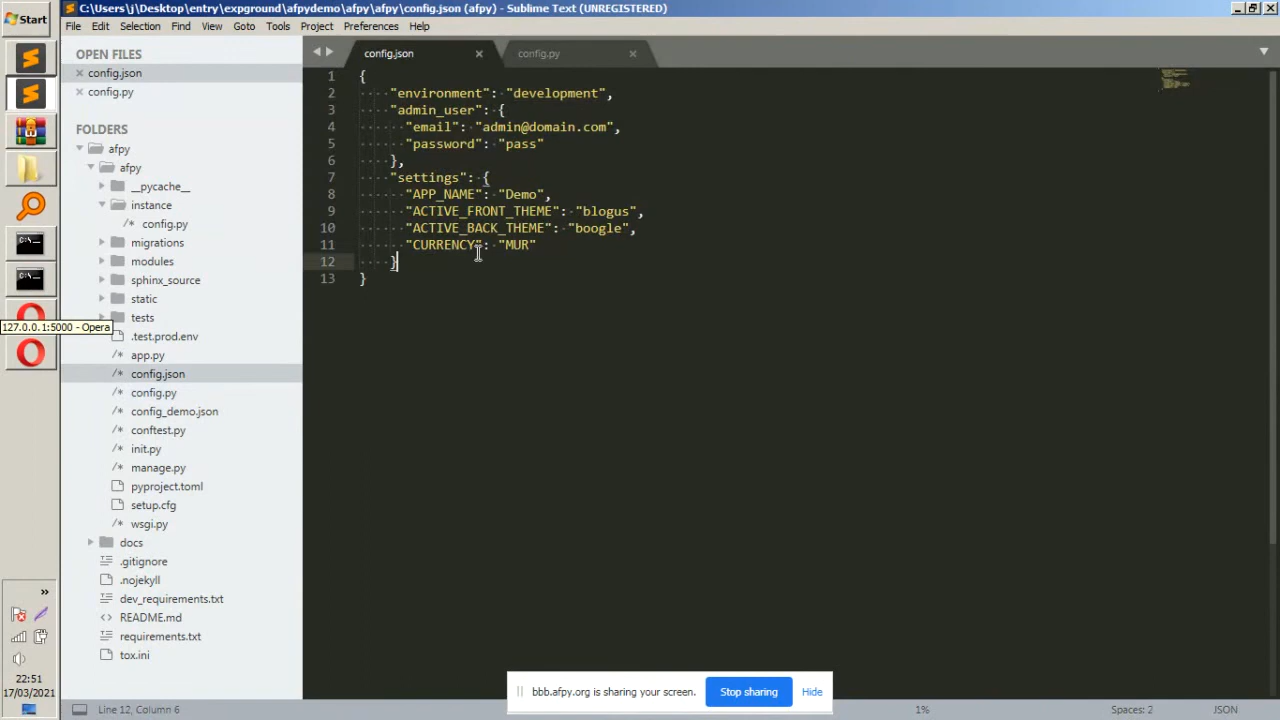 Start
C:\Users\j\Desktop\entry\expground\afpydemo\afpy\afpy\config.json (afpy) - Sublime Text (UNREGISTERED)
File Edit Selection Find View Goto Tools Project Preferences Help
OPEN FILES
config.json
config.py
FOLDERS
afpy
afpy
__pycache__
instance
config.py
migrations
modules
sphinx_source
static
tests
127.0.0.1:5000 - Opera
.test.prod.env
app.py
config.json
config.py
config_demo.json
conftest.py
init.py
manage.py
pyproject.toml
setup.cfg
wsgi.py
docs
.gitignore
.nojekyll
dev_requirements.txt
README.md
requirements.txt
tox.ini
config.json config.py
1 {
2 "environment": "development",
3 "admin_user": {
4 "email": "admin@domain.com",
5 "password": "pass"
6 },
7 "settings": {
8 "APP_NAME": "Demo",
9 "ACTIVE_FRONT_THEME": "blogus",
10 "ACTIVE_BACK_THEME": "boogle",
11 "CURRENCY": "MUR"
12 }
13 }
bbb.afpy.org is sharing your screen. Stop sharing Hide
22:51
17/03/2021
Line 12, Column 6 1% Spaces: 2 JSON